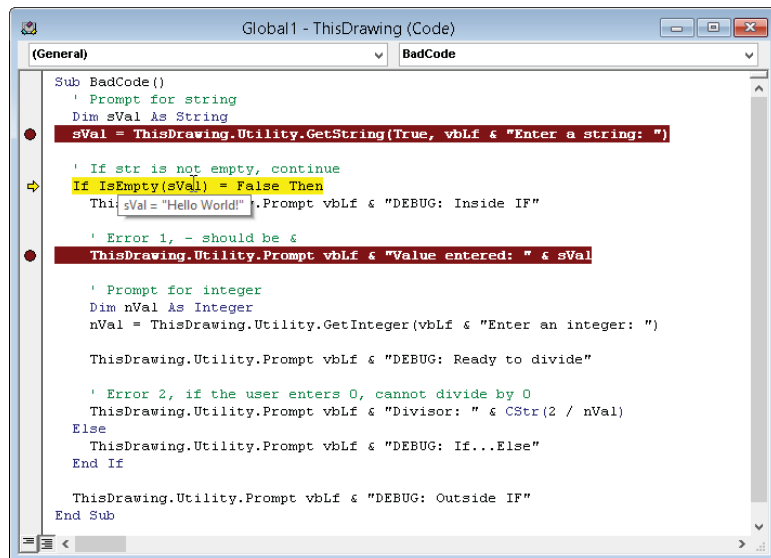 Global1 - ThisDrawing (Code)
(General) BadCode
Sub BadCode()
' Prompt for string
Dim sVal As String
sVal = ThisDrawing.Utility.GetString(True, vbLf & "Enter a string: ")
' If str is not empty, continue
If IsEmpty(sVal) = False Then
Thi .Prompt vbLf & "DEBUG: Inside IF"
sVal = "Hello World!"
' Error 1, - should be &
ThisDrawing.Utility.Prompt vbLf & "Value entered: " & sVal
' Prompt for integer
Dim nVal As Integer
nVal = ThisDrawing.Utility.GetInteger(vbLf & "Enter an integer: ")
ThisDrawing.Utility.Prompt vbLf & "DEBUG: Ready to divide"
' Error 2, if the user enters 0, cannot divide by 0
ThisDrawing.Utility.Prompt vbLf & "Divisor: " & CStr(2 / nVal)
Else
ThisDrawing.Utility.Prompt vbLf & "DEBUG: If...Else"
End If
ThisDrawing.Utility.Prompt vbLf & "DEBUG: Outside IF"
End Sub